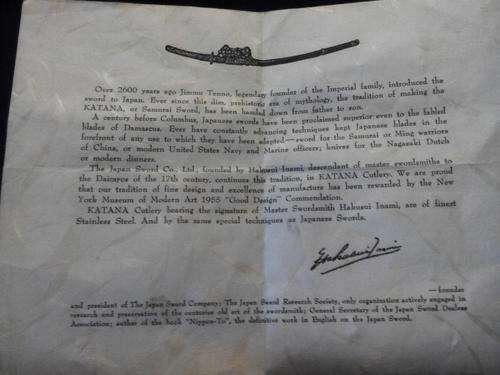 Over 2600 years ago Jimmu Tenno, legendary founder of the Imperial family, introduced the
sword to Japan. Ever since this dim, prehistoric era of mythology, the tradition of making the
KATANA, or Samurai Sword, has been handed down from father to son.
A century before Columbus, Japanese swords have been proclaimed superior even to the fabled
blades of Damascus. Ever have constantly advancing techniques kept Japanese blades in the
forefront of any use to which they have been adapted—sword for the Samurai or Ming warriors
of China, or modern United States Navy and Marine officers; knives for the Nagasaki Dutch
or modern dinners.
The Japan Sword Co., Ltd., founded by Hakusui Inami, descendant of master swordsmiths to
the Daimyos of the 17th century, continues this tradition, in KATANA Cutlery. We are proud
that our tradition of fine design and excellence of manufacture has been rewarded by the New
York Museum of Modern Art 1955 "Good Design" Commendation.
KATANA Cutlery bearing the signature of Master Swordsmith Hakusui Inami, are of finest
Stainless Steel. And by the same special techniques as Japanese Swords.
Hakusui Inami
—founder
and president of The Japan Sword Company; The Japan Sword Research Society, only organization actively engaged in
research and preservation of the centuries old art of the swordsmith; General Secretary of the Japan Sword Dealers
Association; author of the book "Nippon-To", the definitive work in English on the Japan Sword.